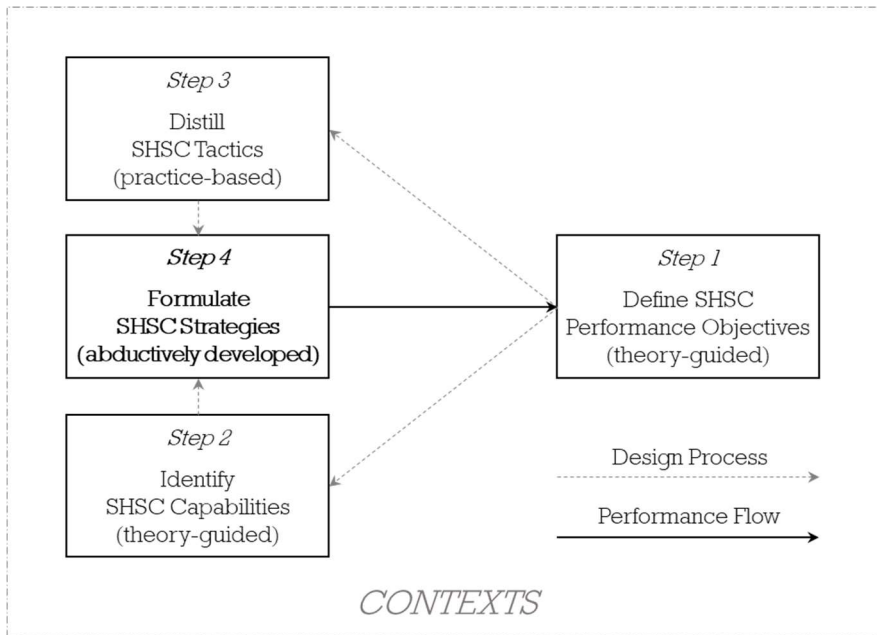 Step 3
Distill
SHSC Tactics
(practice-based)
Step 4
Formulate
SHSC Strategies
(abductively developed)
Step 2
Identify
SHSC Capabilities
(theory-guided)
Step 1
Define SHSC
Performance Objectives
(theory-guided)
Design Process
Performance Flow
CONTEXTS